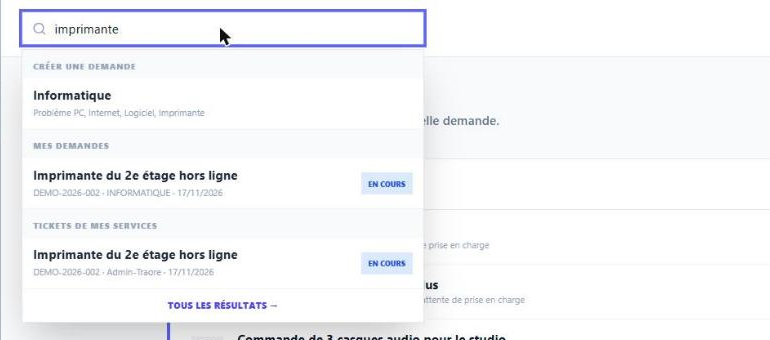 imprimante
CRÉER UNE DEMANDE
Informatique
Problème PC, Internet, Logiciel, Imprimante
MES DEMANDES
elle demande.
Imprimante du 2e étage hors ligne
EN COURS
DEMO-2026-002 · INFORMATIQUE · 17/11/2026
TICKETS DE MES SERVICES
Imprimante du 2e étage hors ligne
EN COURS
DEMO-2026-002 · Admin-Traore · 17/11/2026
e prise en charge
us
attente de prise en charge
TOUS LES RÉSULTATS →
Commande de 3 casques audio pour le studio